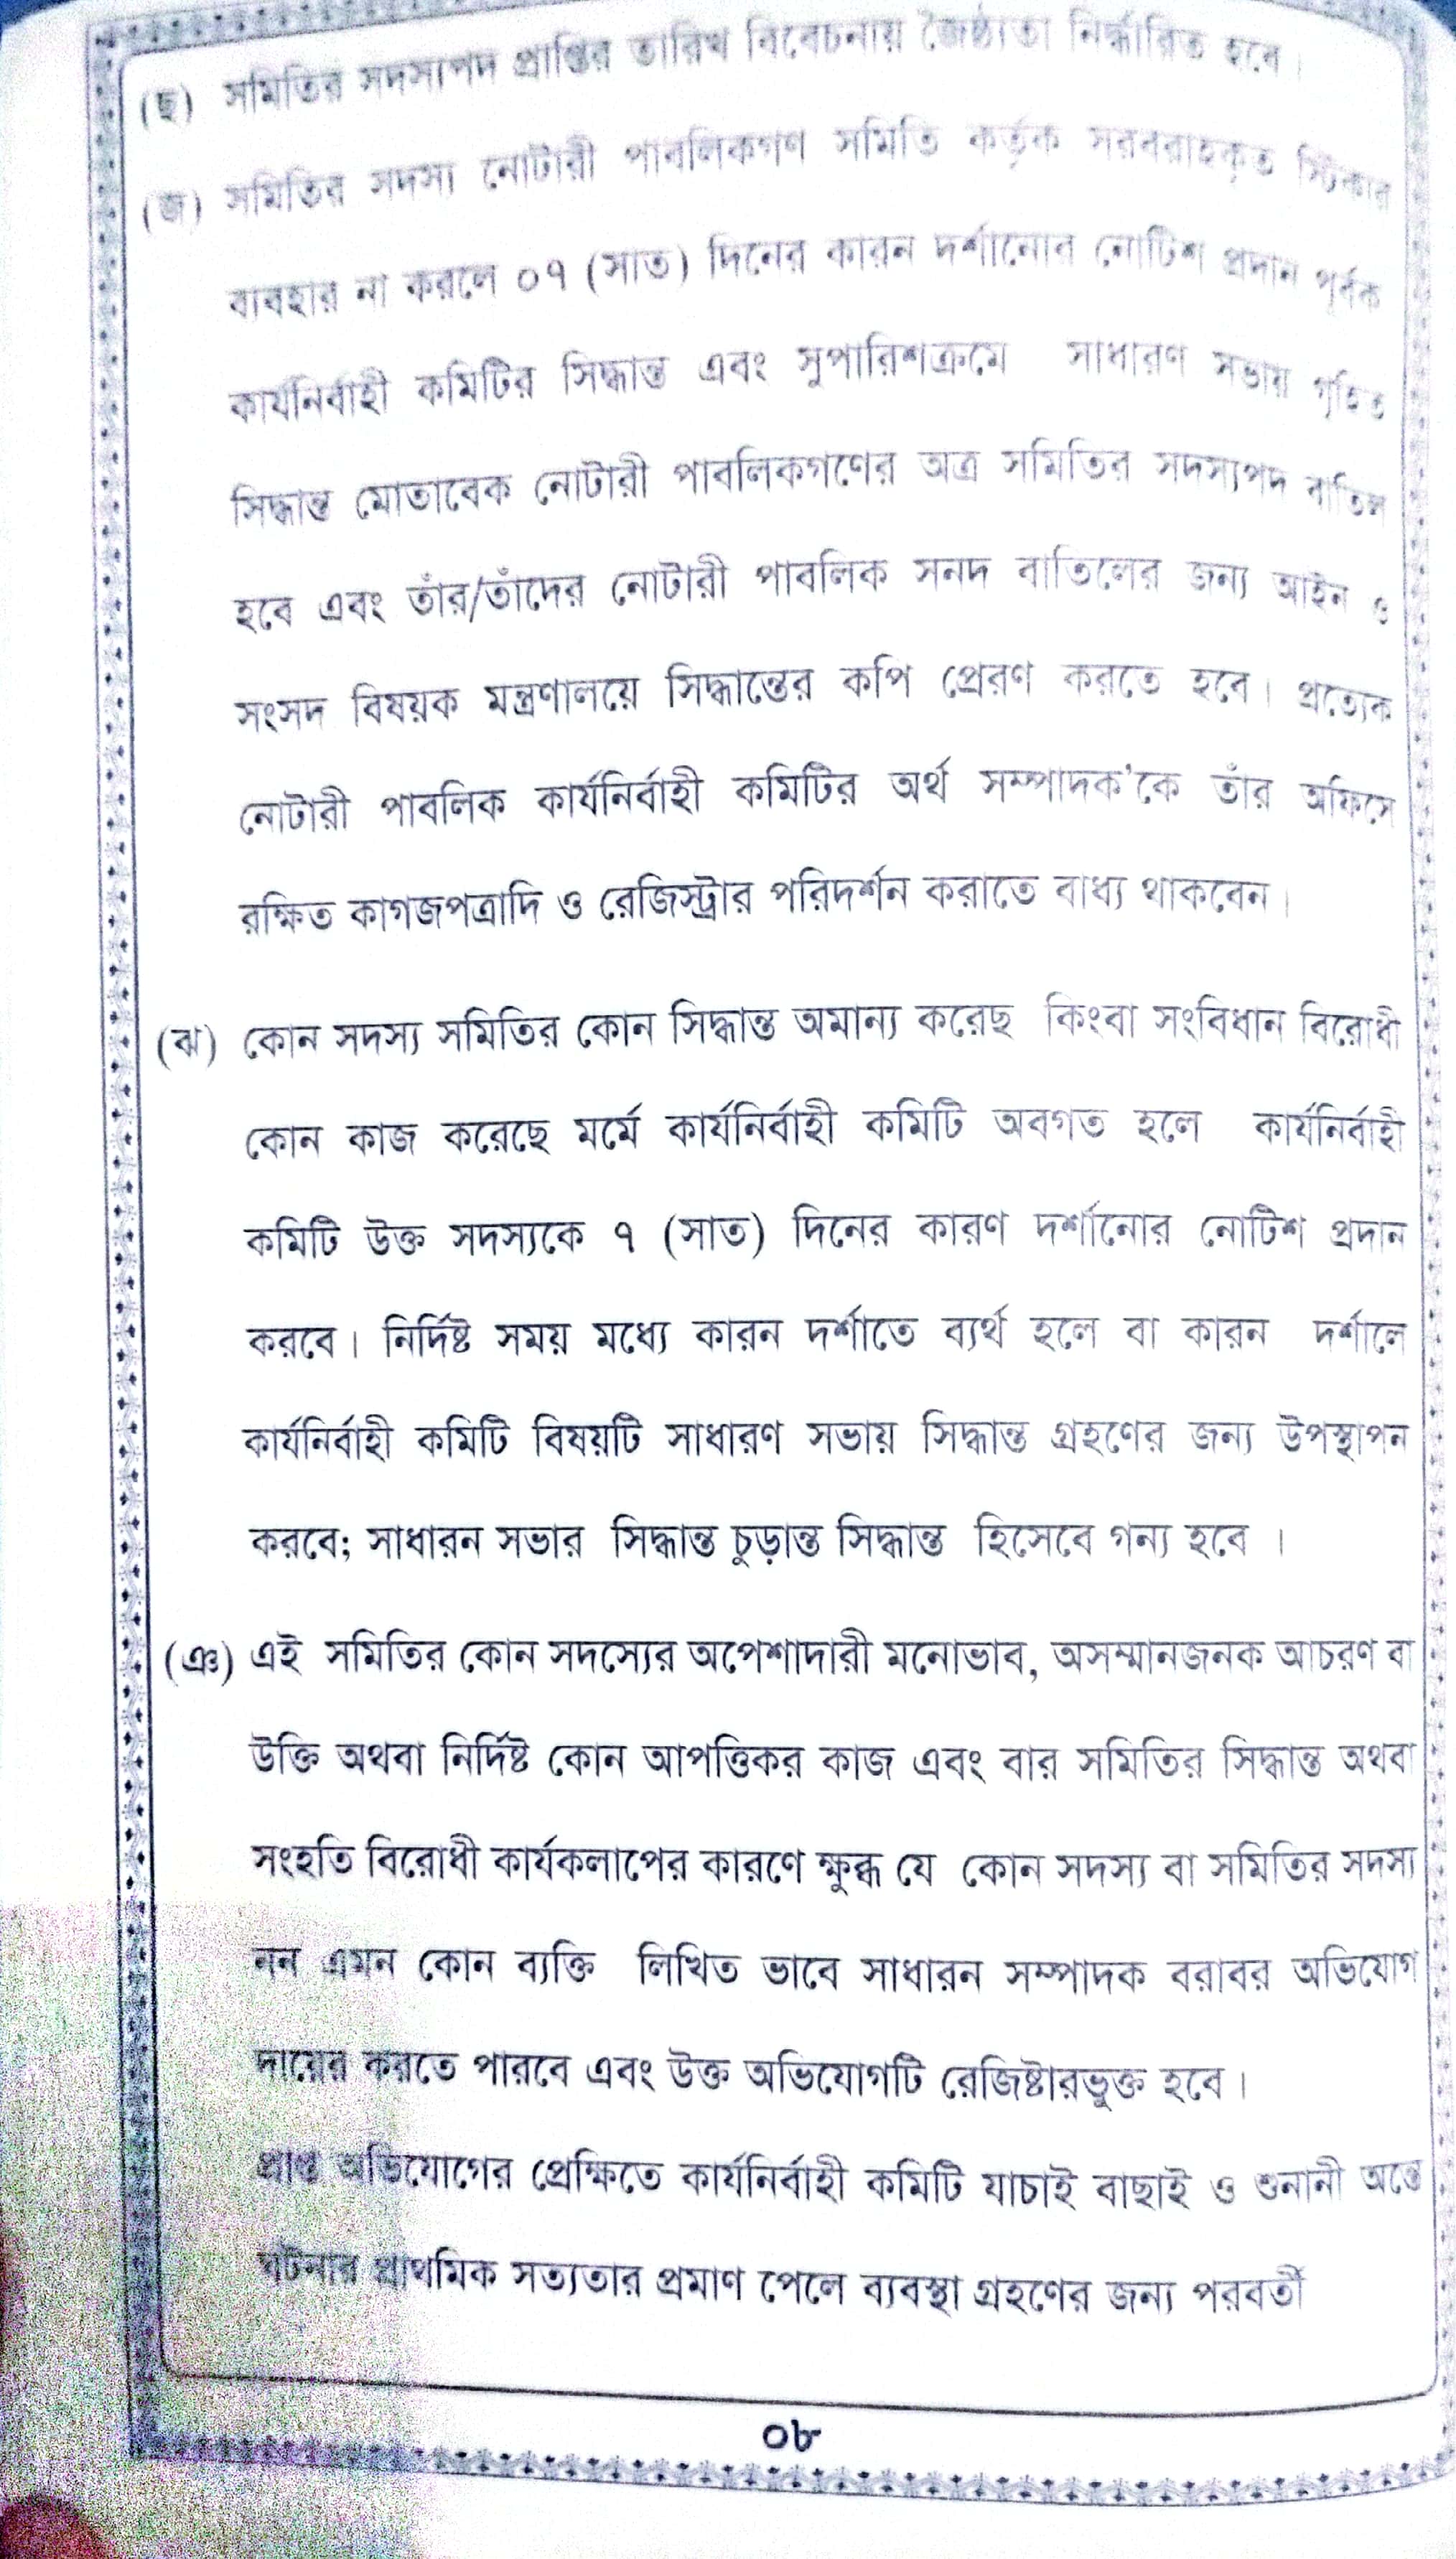 (ছ) সমিতির সদস্যপদ প্রাপ্তির তারিখ বিবেচনায় জৈষ্ঠ্যতা নির্দ্ধারিত হবে।
(জ) সমিতির সদস্য নোটারী পাবলিকগণ সমিতি কর্তৃক সরবরাহকৃত স্টিকার
ব্যবহার না করলে ০৭ (সাত) দিনের কারন দর্শানোর নোটিশ প্রদান পূর্বক
কার্যনির্বাহী কমিটির সিদ্ধান্ত এবং সুপারিশক্রমে সাধারণ সভায় গৃহিত
সিদ্ধান্ত মোতাবেক নোটারী পাবলিকগণের অত্র সমিতির সদস্যপদ বাতিল
হবে এবং তাঁর/তাঁদের নোটারী পাবলিক সনদ বাতিলের জন্য আইন ও
সংসদ বিষয়ক মন্ত্রণালয়ে সিদ্ধান্তের কপি প্রেরণ করতে হবে। প্রত্যেক
নোটারী পাবলিক কার্যনির্বাহী কমিটির অর্থ সম্পাদক'কে তাঁর অফিসে
রক্ষিত কাগজপত্রাদি ও রেজিস্ট্রার পরিদর্শন করাতে বাধ্য থাকবেন।
(ঝ) কোন সদস্য সমিতির কোন সিদ্ধান্ত অমান্য করেছ কিংবা সংবিধান বিরোধী
কোন কাজ করেছে মর্মে কার্যনির্বাহী কমিটি অবগত হলে কার্যনির্বাহী
কমিটি উক্ত সদস্যকে ৭ (সাত) দিনের কারণ দর্শানোর নোটিশ প্রদান
করবে। নির্দিষ্ট সময় মধ্যে কারন দর্শাতে ব্যর্থ হলে বা কারন দর্শালে
কার্যনির্বাহী কমিটি বিষয়টি সাধারণ সভায় সিদ্ধান্ত গ্রহণের জন্য উপস্থাপন
করবে; সাধারন সভার সিদ্ধান্ত চুড়ান্ত সিদ্ধান্ত হিসেবে গন্য হবে ।
(ঞ) এই সমিতির কোন সদস্যের অপেশাদারী মনোভাব, অসম্মানজনক আচরণ বা
উক্তি অথবা নির্দিষ্ট কোন আপত্তিকর কাজ এবং বার সমিতির সিদ্ধান্ত অথবা
সংহতি বিরোধী কার্যকলাপের কারণে ক্ষুব্ধ যে কোন সদস্য বা সমিতির সদস্য
নন এমন কোন ব্যক্তি লিখিত ভাবে সাধারন সম্পাদক বরাবর অভিযোগ
দায়ের করতে পারবে এবং উক্ত অভিযোগটি রেজিষ্টারভুক্ত হবে।
প্রাপ্ত অভিযোগের প্রেক্ষিতে কার্যনির্বাহী কমিটি যাচাই বাছাই ও শুনানী অন্তে
ঘটনার প্রাথমিক সত্যতার প্রমাণ পেলে ব্যবস্থা গ্রহণের জন্য পরবর্তী
০৮